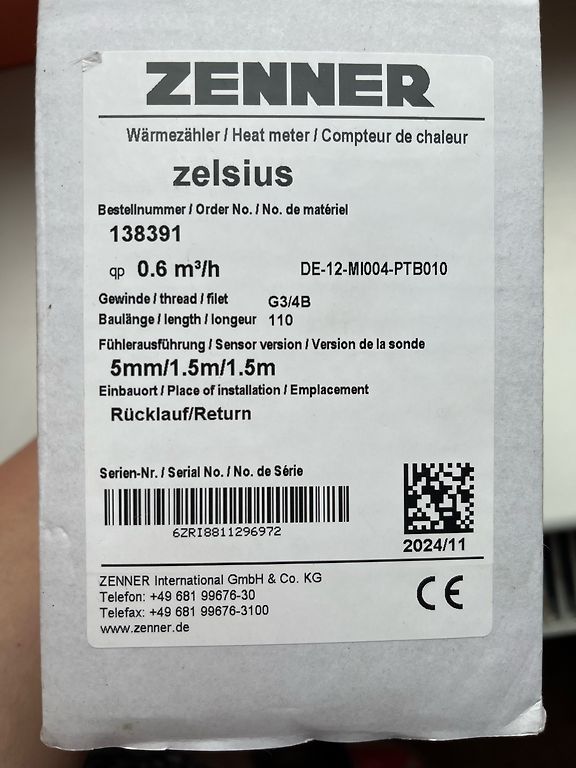 ZENNER
Wärmezähler / Heat meter / Compteur de chaleur
zelsius
Bestellnummer / Order No. / No. de matériel
138391
qp 0.6 m³/h DE-12-MI004-PTB010
Gewinde / thread / filet G3/4B
Baulänge / length / longeur 110
Fühlerausführung / Sensor version / Version de la sonde
5mm/1.5m/1.5m
Einbauort / Place of installation / Emplacement
Rücklauf/Return
Serien-Nr. / Serial No. / No. de Série
6ZRI8811296972
2024/11
ZENNER International GmbH & Co. KG
Telefon: +49 681 99676-30
Telefax: +49 681 99676-3100
www.zenner.de
CE